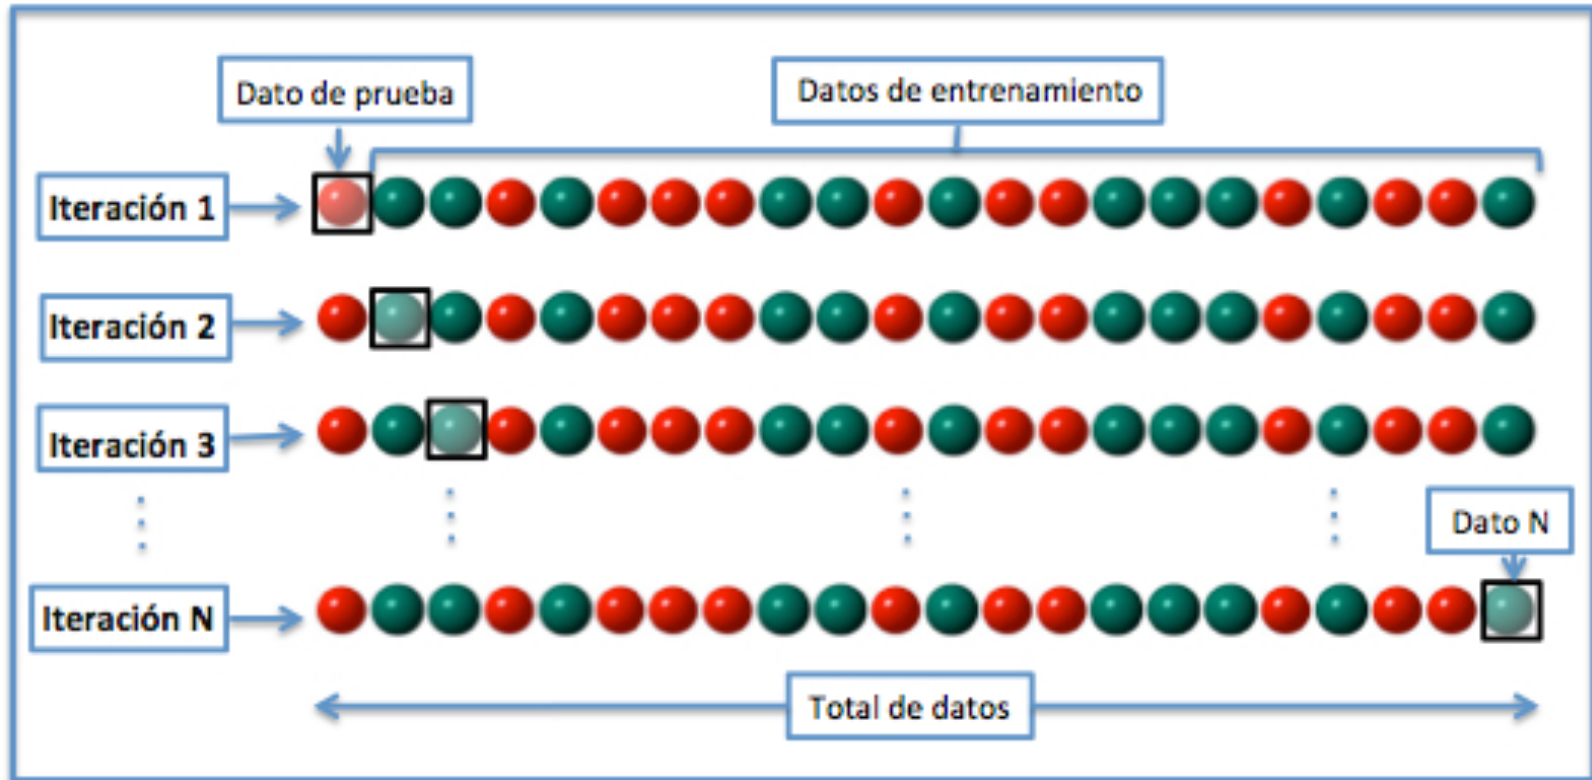 Dato de prueba
Datos de entrenamiento
Iteración 1
Iteración 2
Iteración 3
Dato N
Iteración N
Total de datos